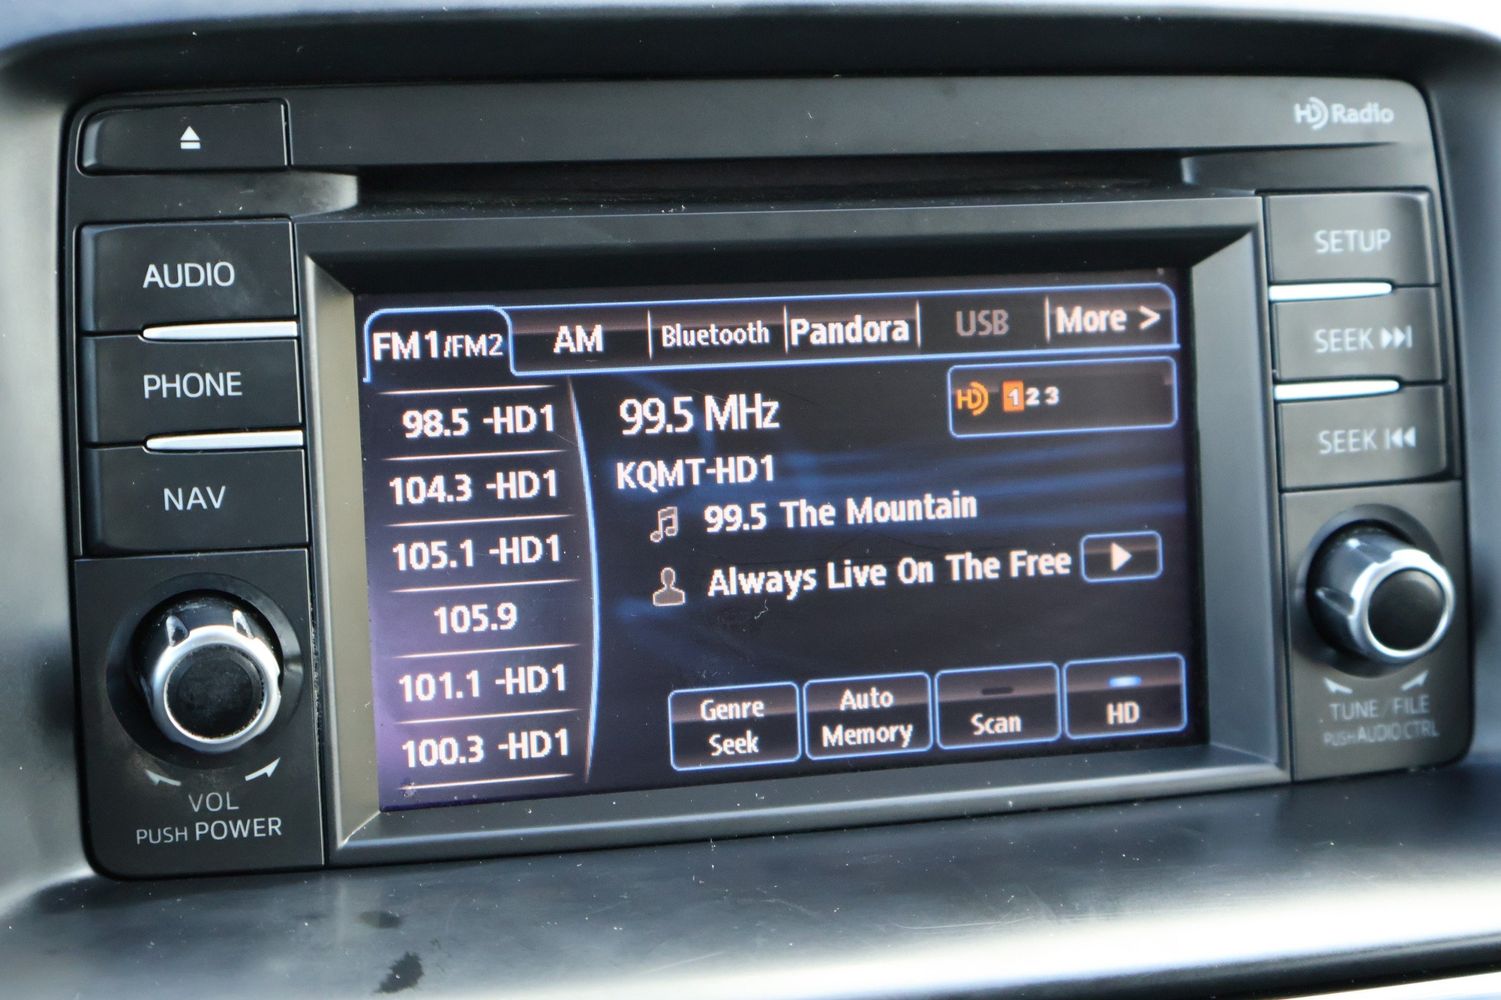 HD Radio
AUDIO
PHONE
NAV
VOL
PUSH POWER
FM1/FM2 AM Bluetooth Pandora USB More >
98.5 -HD1
104.3 -HD1
105.1 -HD1
105.9
101.1 -HD1
100.3 -HD1
99.5 MHz
HD 1 2 3
KQMT-HD1
99.5 The Mountain
Always Live On The Free
Genre
Seek
Auto
Memory
Scan
HD
SETUP
SEEK
SEEK
TUNE/FILE
PUSH AUDIO CTRL